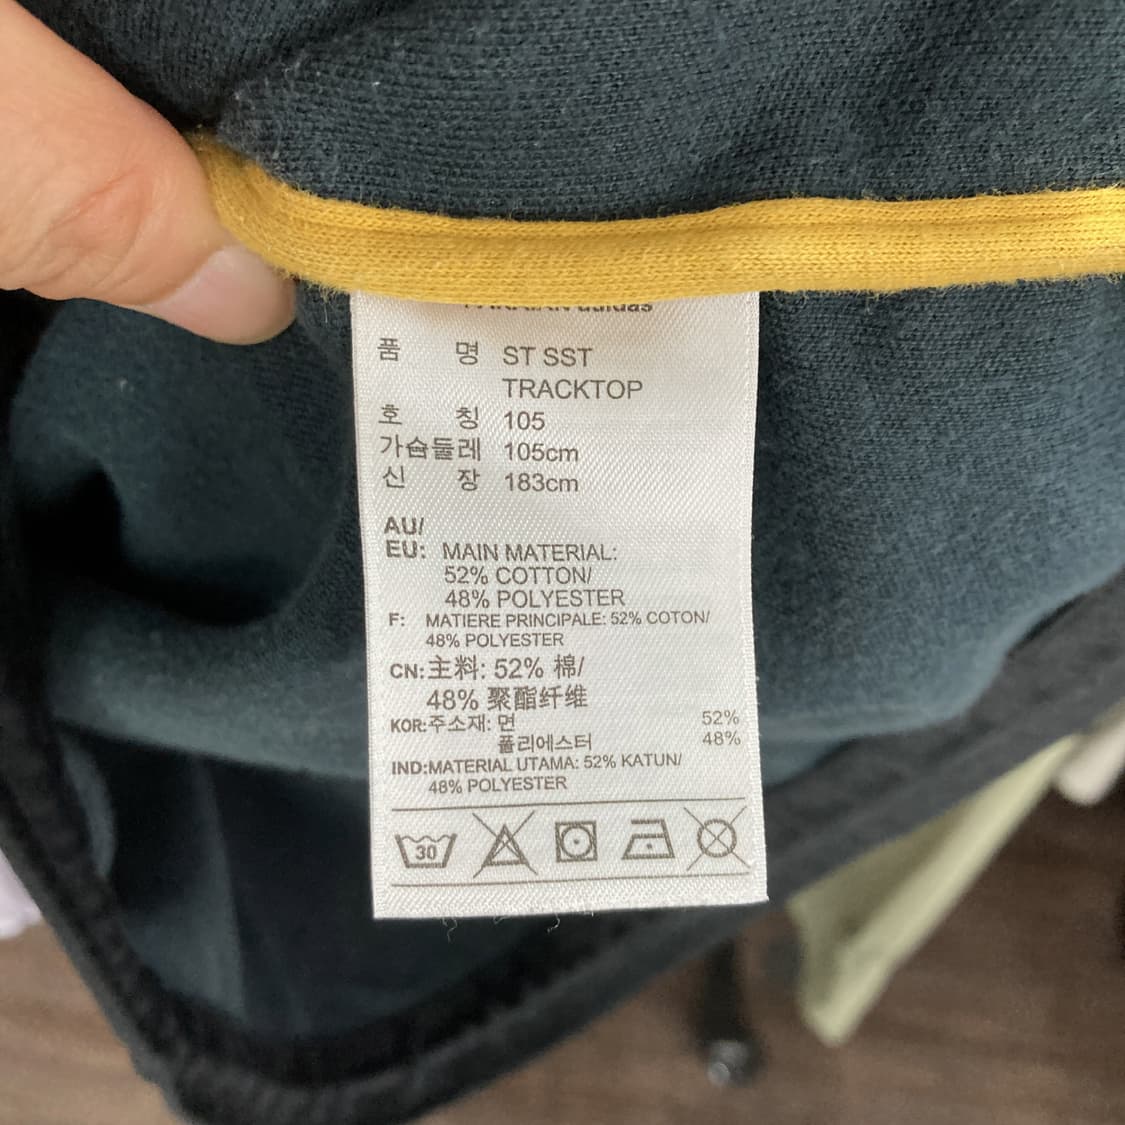 adidas
품 명 ST SST
TRACKTOP
호 칭 105
가슴둘레 105cm
신 장 183cm
AU/
EU: MAIN MATERIAL:
52% COTTON/
48% POLYESTER
F: MATIERE PRINCIPALE: 52% COTON/
48% POLYESTER
CN: 主料: 52% 棉/
48% 聚酯纤维
KOR: 주소재: 면 52%
폴리에스터 48%
IND: MATERIAL UTAMA: 52% KATUN/
48% POLYESTER
30